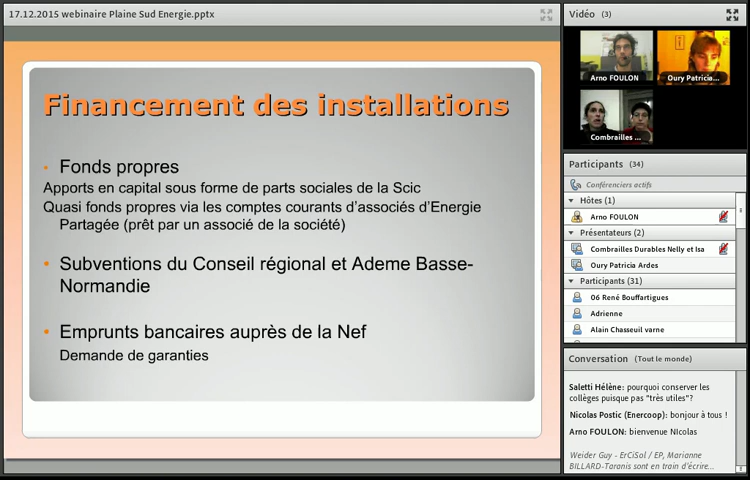 17.12.2015 webinaire Plaine Sud Energie.pptx
Financement des installations
• Fonds propres
Apports en capital sous forme de parts sociales de la Scic
Quasi fonds propres via les comptes courants d'associés d'Energie
Partagée (prêt par un associé de la société)
• Subventions du Conseil régional et Ademe Basse-
Normandie
• Emprunts bancaires auprès de la Nef
Demande de garanties
Vidéo (3)
Arno FOULON
Oury Patricia...
Combrailles ...
Participants (34)
Conférenciers actifs
Hôtes (1)
Arno FOULON
Présentateurs (2)
Combrailles Durables Nelly et Isa
Oury Patricia Ardes
Participants (31)
06 René Bouffartigues
Adrienne
Alain Chasseuil varne
Conversation (Tout le monde)
Saletti Hélène: pourquoi conserver les
collèges puisque pas "très utiles"?
Nicolas Postic (Enercoop): bonjour à tous !
Arno FOULON: bienvenue NIcolas
Weider Guy - ErCiSol / EP, Marianne
BILLARD-Taranis sont en train d'écrire...